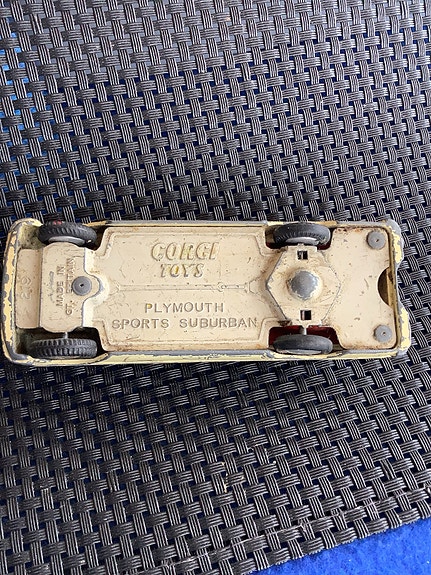 CORGI
TOYS
PLYMOUTH
SPORTS SUBURBAN
MADE IN
GT. BRITAIN